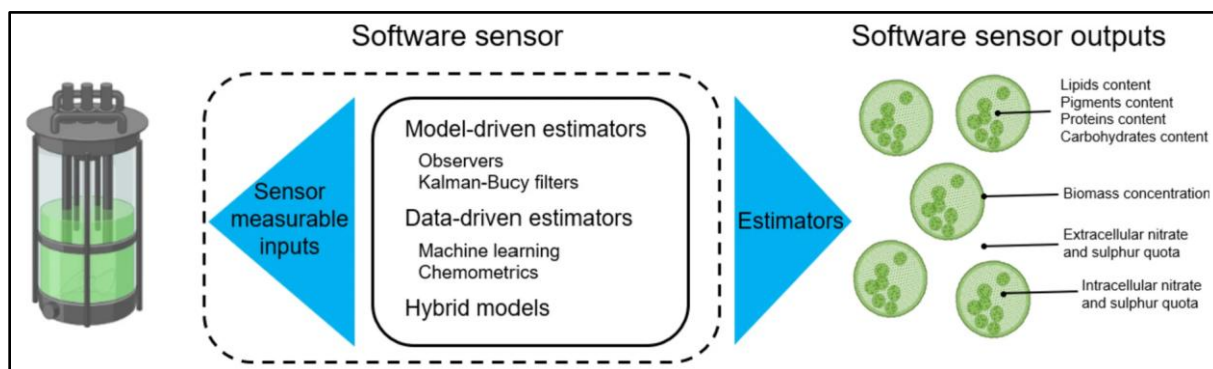 Software sensor
Sensor
measurable
inputs
Model-driven estimators
Observers
Kalman-Bucy filters
Data-driven estimators
Machine learning
Chemometrics
Hybrid models
Estimators
Software sensor outputs
Lipids content
Pigments content
Proteins content
Carbohydrates content
Biomass concentration
Extracellular nitrate
and sulphur quota
Intracellular nitrate
and sulphur quota